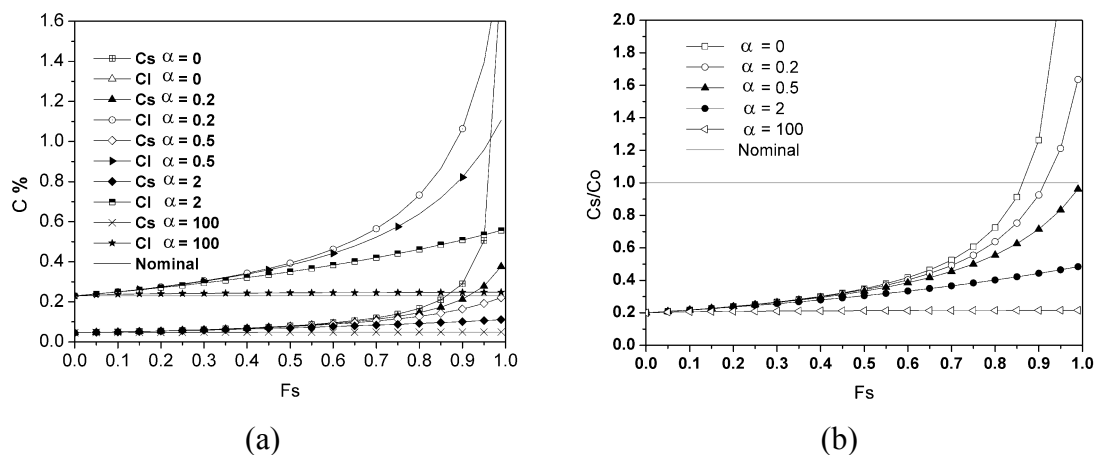 1.6
1.4
1.2
1.0
0.8
0.6
0.4
0.2
0.0
C %
Cs α = 0
Cl α = 0
Cs α = 0.2
Cl α = 0.2
Cs α = 0.5
Cl α = 0.5
Cs α = 2
Cl α = 2
Cs α = 100
Cl α = 100
Nominal
0.0 0.1 0.2 0.3 0.4 0.5 0.6 0.7 0.8 0.9 1.0
Fs
(a)
2.0
1.8
1.6
1.4
1.2
1.0
0.8
0.6
0.4
0.2
0.0
Cs/Co
α = 0
α = 0.2
α = 0.5
α = 2
α = 100
Nominal
0.0 0.1 0.2 0.3 0.4 0.5 0.6 0.7 0.8 0.9 1.0
Fs
(b)